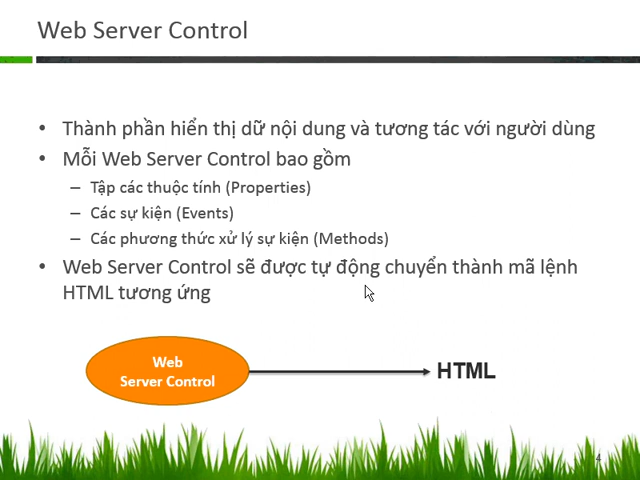 Web Server Control
• Thành phần hiển thị dữ nội dung và tương tác với người dùng
• Mỗi Web Server Control bao gồm
– Tập các thuộc tính (Properties)
– Các sự kiện (Events)
– Các phương thức xử lý sự kiện (Methods)
• Web Server Control sẽ được tự động chuyển thành mã lệnh
HTML tương ứng
Web
Server Control
HTML
4